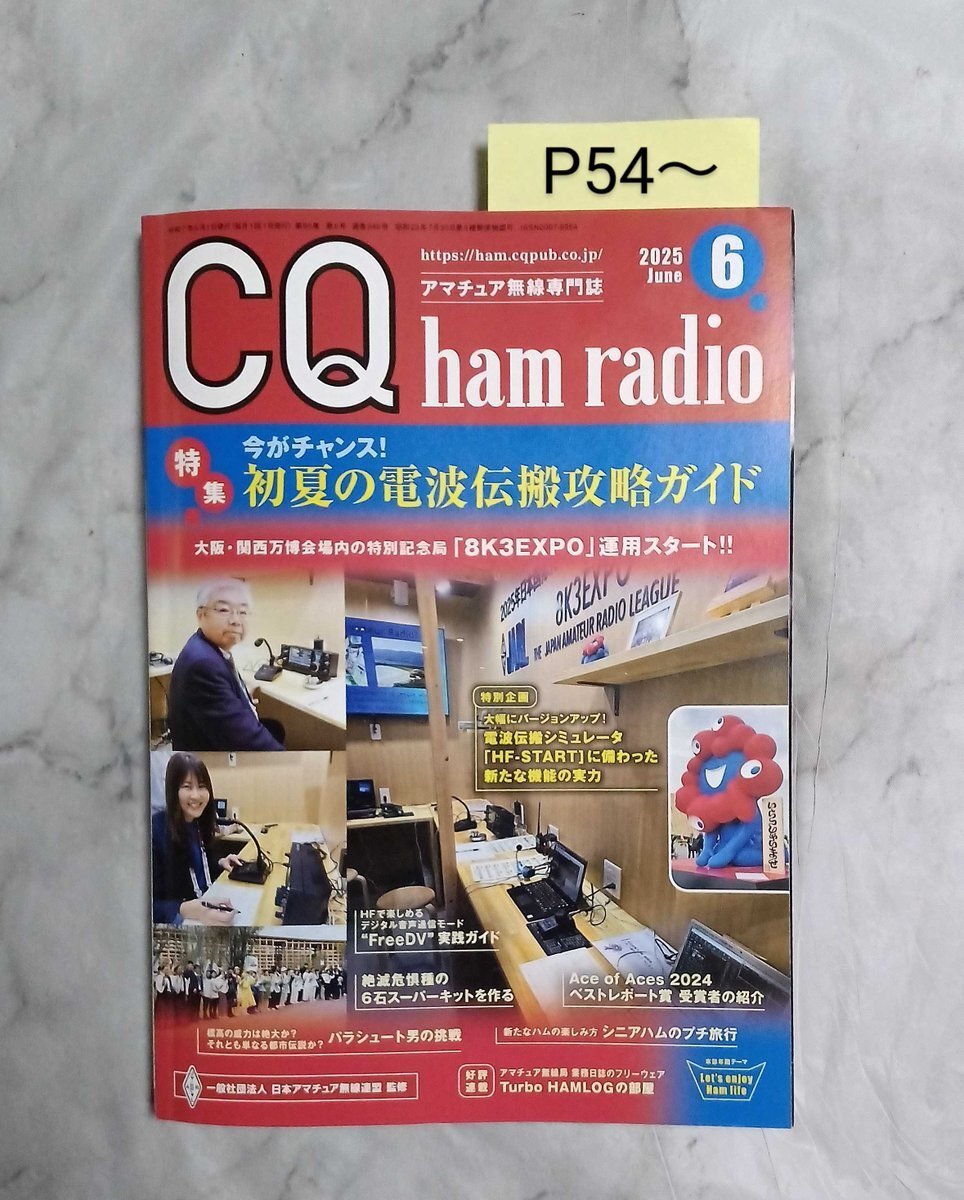 P54～
https://ham.cqpub.co.jp/
アマチュア無線専門誌
2025
June
6
CQ
ham radio
特集
今がチャンス!
初夏の電波伝搬攻略ガイド
大阪・関西万博会場内の特別記念局「8K3EXPO」運用スタート!!
8K3EXPO
JARL THE JAPAN AMATEUR RADIO LEAGUE
特別企画
大幅にバージョンアップ!
電波伝搬シミュレータ
「HF-START」に備わった
新たな機能の実力
HFで楽しめる
デジタル音声通信モード
"FreeDV"実践ガイド
絶滅危惧種の
6石スーパーキットを作る
Ace of Aces 2024
ベストレポート賞 受賞者の紹介
標高の威力は絶大か?
それとも単なる都市伝説か?
パラシュート男の挑戦
新たなハムの楽しみ方 シニアハムのプチ旅行
一般社団法人 日本アマチュア無線連盟 監修
好評連載
アマチュア無線局 業務日誌のフリーウェア
Turbo HAMLOGの部屋
本誌年間テーマ
Let's enjoy
Ham life